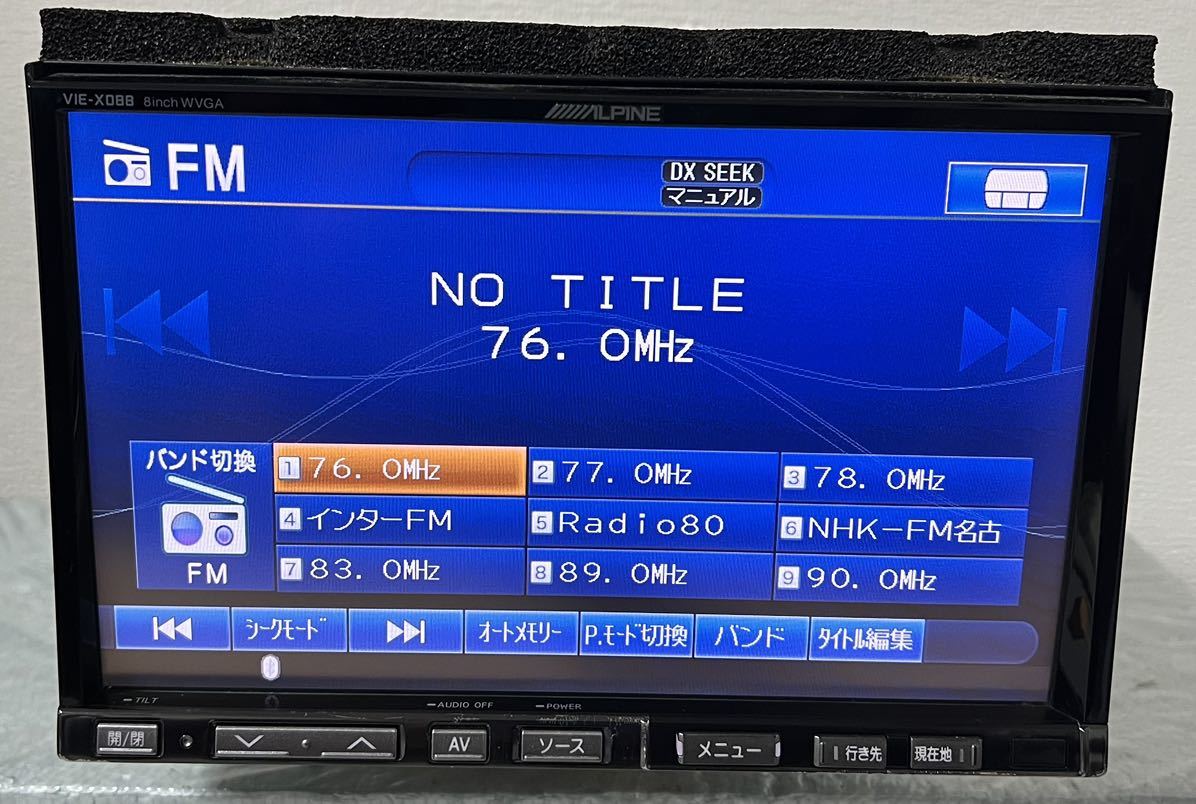 VIE-X088 8inch WVGA
ALPINE
FM
DX SEEK
マニュアル
NO TITLE
76.0MHz
バンド切換
FM
1 76.0MHz
2 77.0MHz
3 78.0MHz
4 インターFM
5 Radio80
6 NHK-FM名古
7 83.0MHz
8 89.0MHz
9 90.0MHz
シークモード
オートメモリー
P.モード切換
バンド
タイトル編集
TILT
AUDIO OFF
POWER
開/閉
AV
ソース
メニュー
行き先
現在地